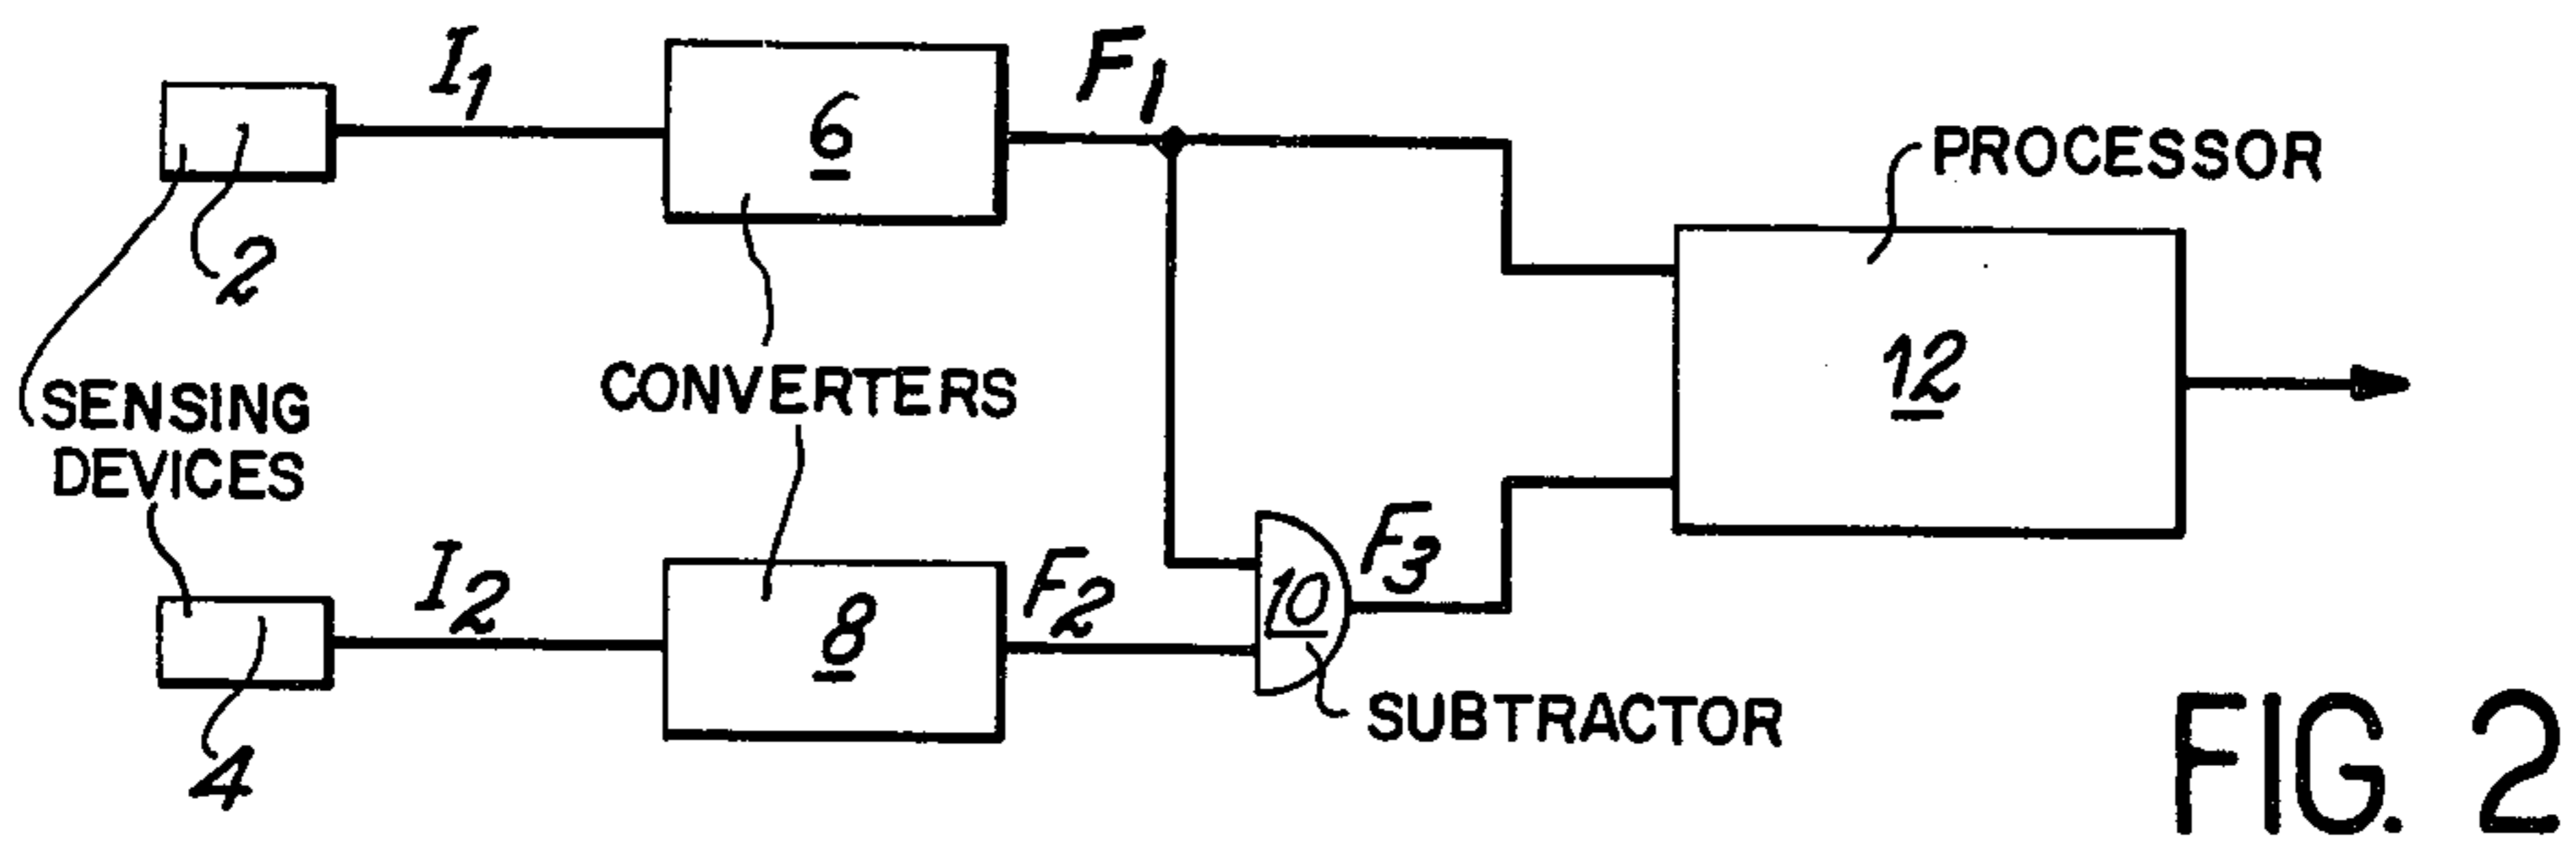 I1
F1
6
PROCESSOR
2
12
CONVERTERS
SENSING
DEVICES
I2
F2
F3
8
10
SUBTRACTOR
4
FIG. 2